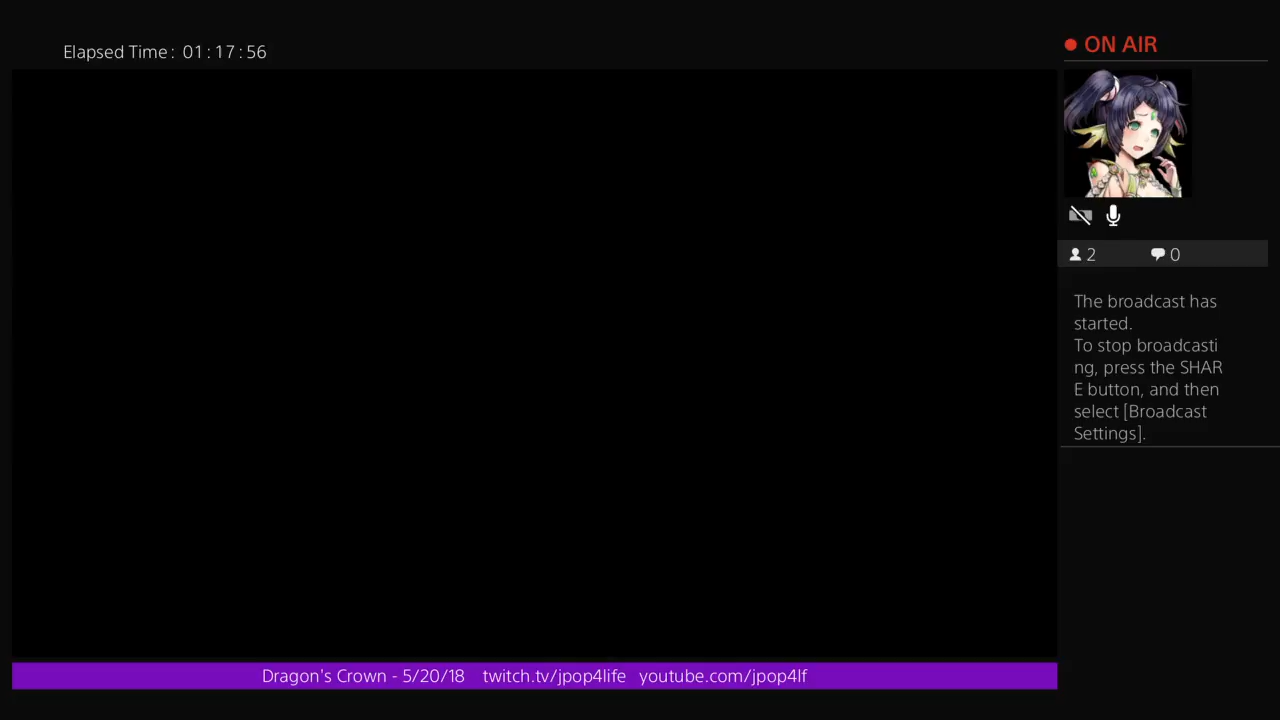 Elapsed Time: 01:17:56
ON AIR
2 0
The broadcast has
started.
To stop broadcasti
ng, press the SHAR
E button, and then
select [Broadcast
Settings].
Dragon's Crown - 5/20/18 twitch.tv/jpop4life youtube.com/jpop4lf